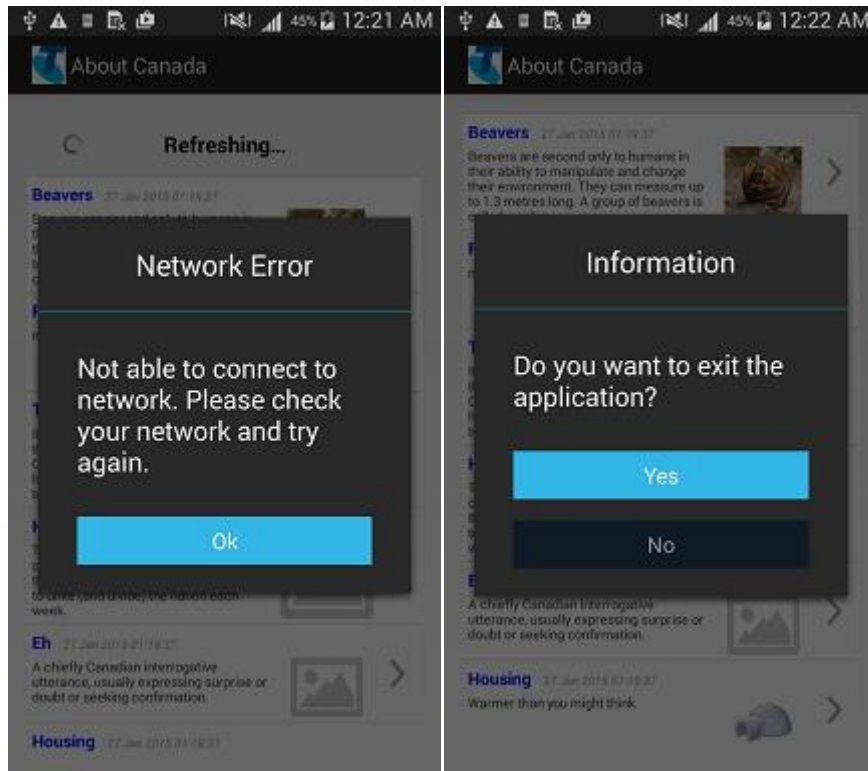 45% 12:21 AM
About Canada
Refreshing...
Beavers 27 Jan 2015 01:19:37
Network Error
Not able to connect to
network. Please check
your network and try
again.
Ok
to unite (and divide) the nation each
week.
Eh 27 Jan 2015 01:19:37
A chiefly Canadian interrogative
utterance, usually expressing surprise or
doubt or seeking confirmation.
Housing 27 Jan 2015 01:19:37
45% 12:22 AM
About Canada
Beavers 27 Jan 2015 01:19:37
Beavers are second only to humans in
their ability to manipulate and change
their environment. They can measure up
to 1.3 metres long. A group of beavers is
Information
Do you want to exit the
application?
Yes
No
A chiefly Canadian interrogative
utterance, usually expressing surprise or
doubt or seeking confirmation.
Housing 27 Jan 2015 01:19:37
Warmer than you might think.